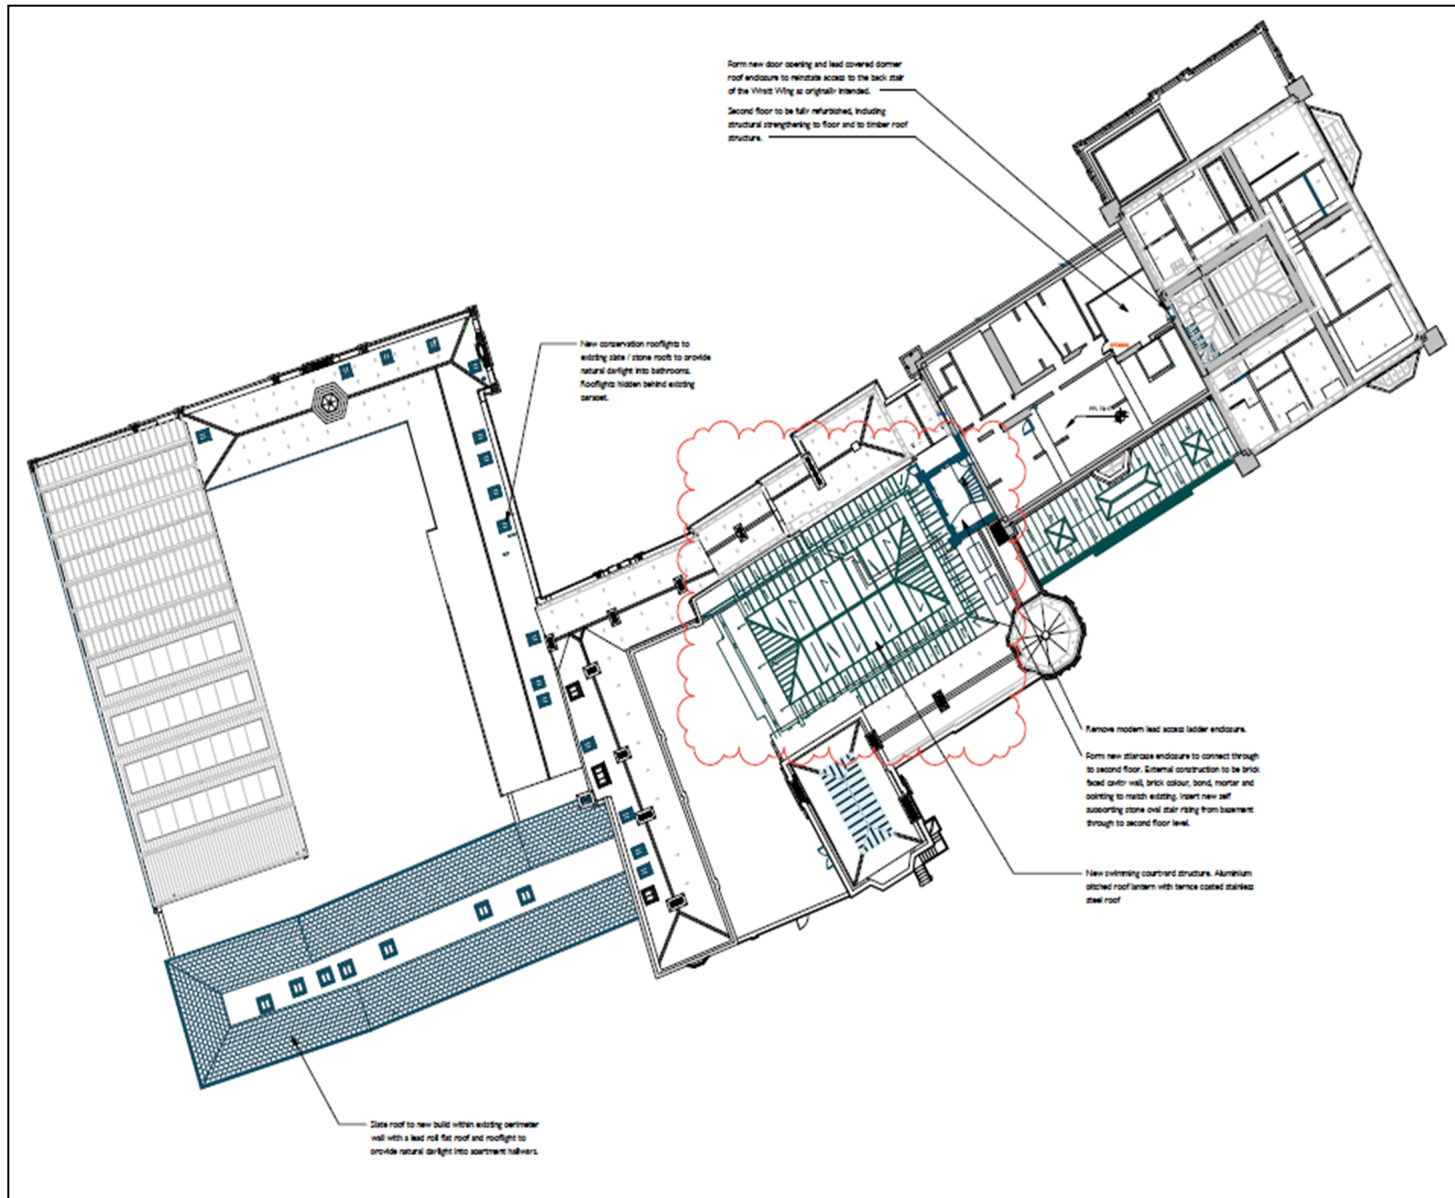 Form new door opening and lead covered dormer
roof enclosure to reinstate access to the back stair
of the Wyatt Wing as originally intended.
Second floor to be fully refurbished, including
structural strengthening to floor and to timber roof
structure.
New conservation rooflights to
existing slate / stone roofs to provide
natural daylight into bathrooms.
Rooflights hidden behind existing
parapet.
Remove modern lead access ladder enclosure.
Form new staircase enclosure to connect through
to second floor. External construction to be brick
faced cavity wall, brick colour, bond, mortar and
pointing to match existing. Insert new self
supporting stone oval stair rising from basement
through to second floor level.
New swimming courtyard structure. Aluminium
pitched roof lantern with ternce coated stainless
steel roof
Slate roof to new build within existing perimeter
wall with a lead roll flat roof and rooflight to
provide natural daylight into apartment hallways.